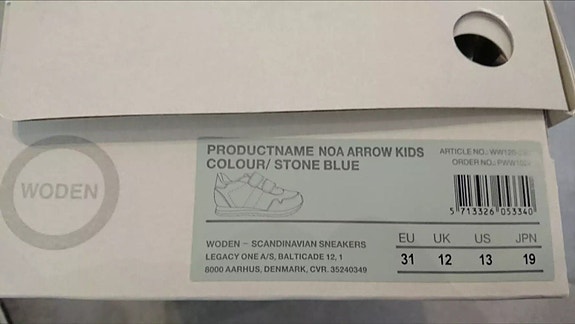 WODEN
PRODUCTNAME NOA ARROW KIDS
COLOUR/ STONE BLUE
ARTICLE NO.:
ORDER NO.:
5 713326 053340
WODEN – SCANDINAVIAN SNEAKERS
LEGACY ONE A/S, BALTICADE 12, 1
8000 AARHUS, DENMARK, CVR. 35240349
EU UK US JPN
31 12 13 19